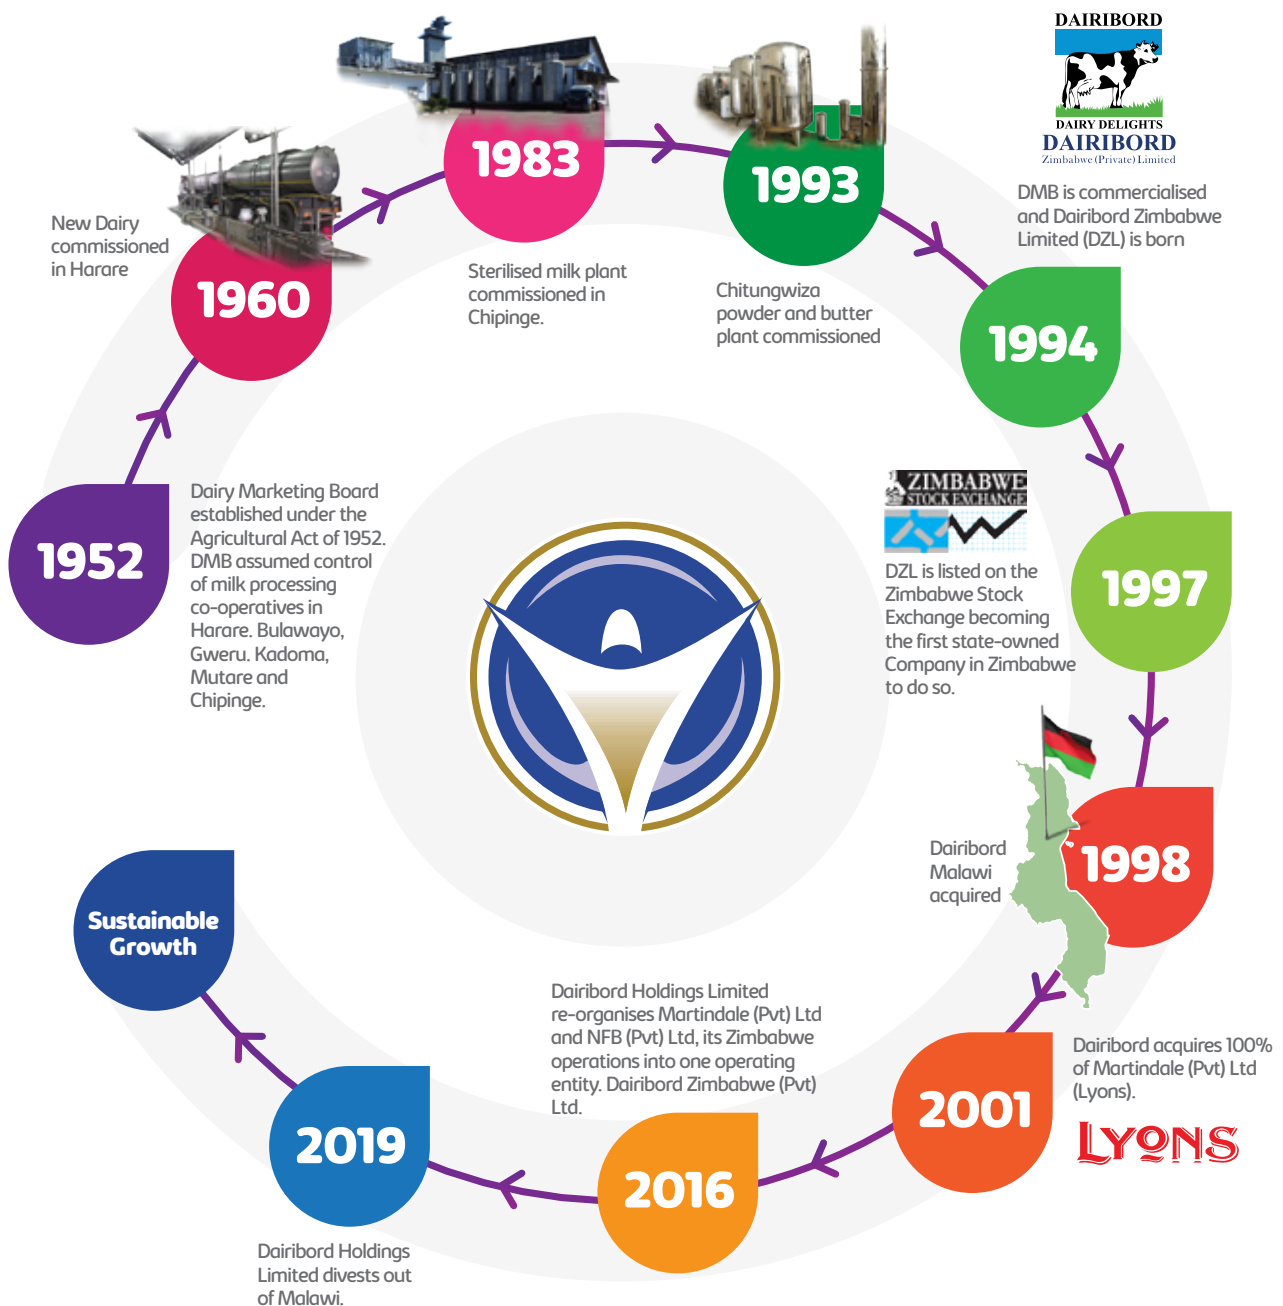 1952
Dairy Marketing Board
established under the
Agricultural Act of 1952.
DMB assumed control
of milk processing
co-operatives in
Harare. Bulawayo,
Gweru. Kadoma,
Mutare and
Chipinge.
New Dairy
commissioned
in Harare
1960
1983
Sterilised milk plant
commissioned in
Chipinge.
1993
Chitungwiza
powder and butter
plant commissioned
DAIRIBORD
DAIRY DELIGHTS
DAIRIBORD
Zimbabwe (Private) Limited
DMB is commercialised
and Dairibord Zimbabwe
Limited (DZL) is born
1994
ZIMBABWE
STOCK EXCHANGE
DZL is listed on the
Zimbabwe Stock
Exchange becoming
the first state-owned
Company in Zimbabwe
to do so.
1997
Dairibord
Malawi
acquired
1998
Dairibord acquires 100%
of Martindale (Pvt) Ltd
(Lyons).
LYONS
2001
Dairibord Holdings Limited
re-organises Martindale (Pvt) Ltd
and NFB (Pvt) Ltd, its Zimbabwe
operations into one operating
entity. Dairibord Zimbabwe (Pvt)
Ltd.
2016
2019
Dairibord Holdings
Limited divests out
of Malawi.
Sustainable
Growth